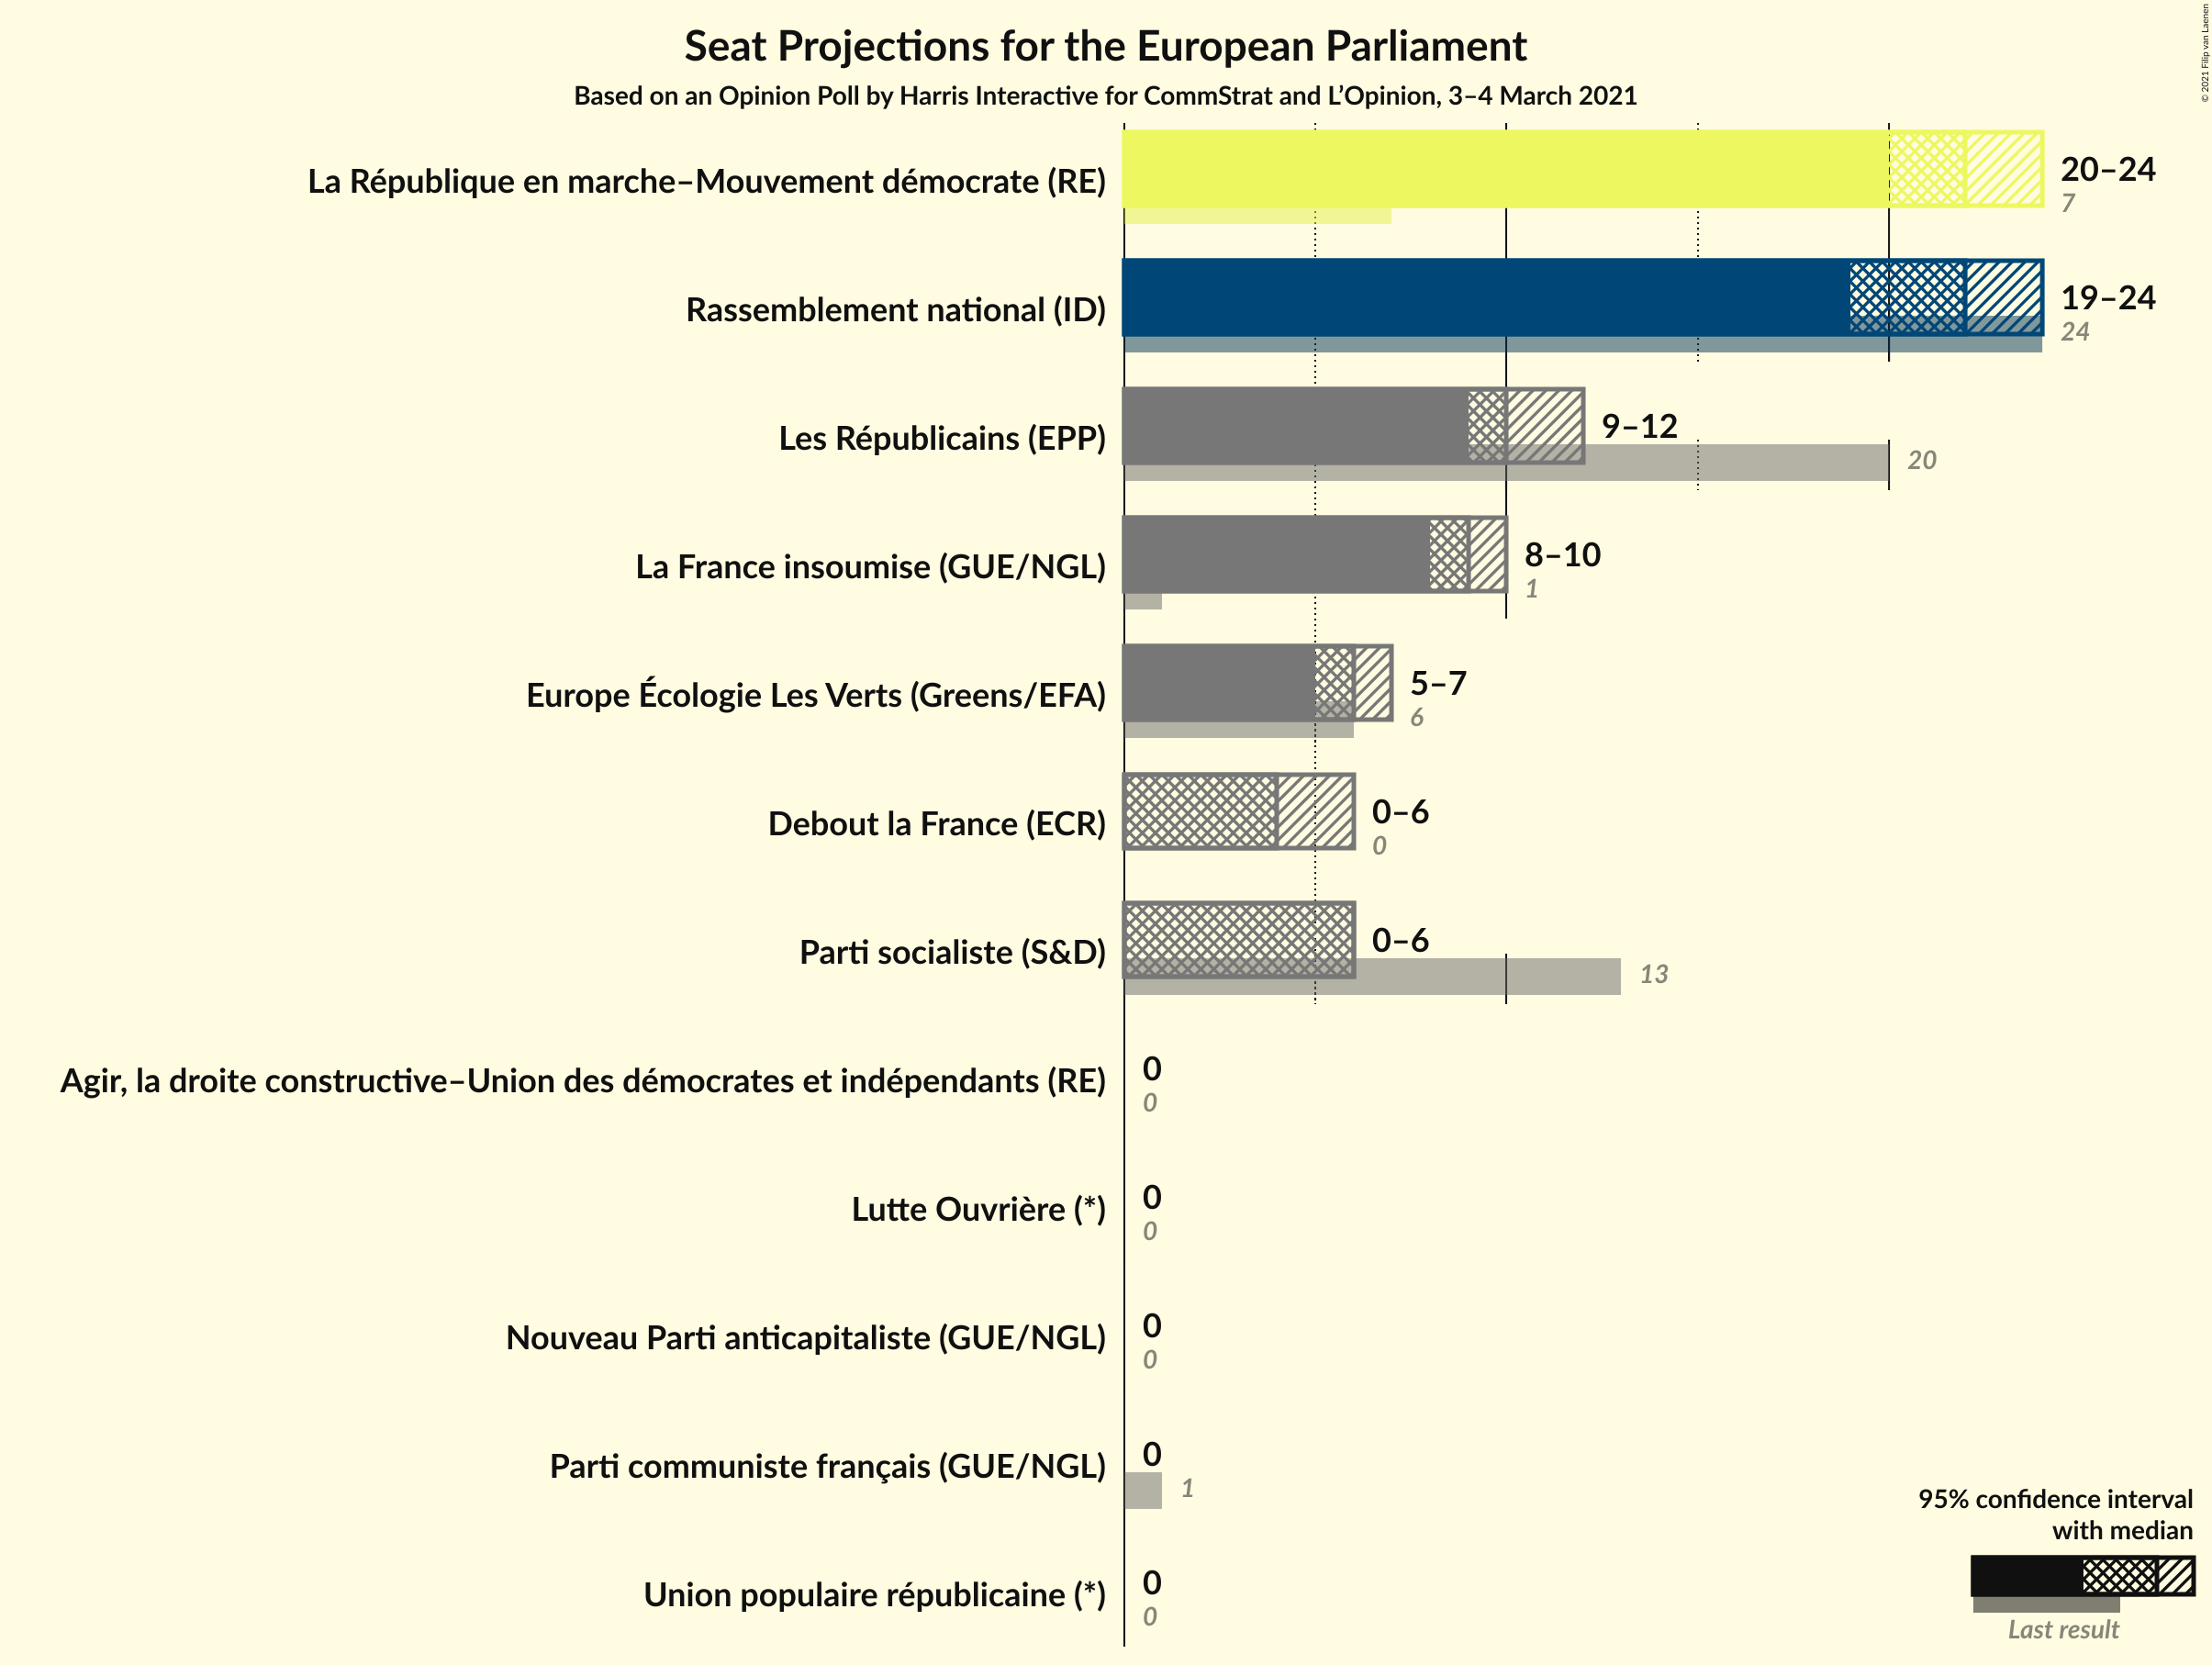 Seat Projections for the European Parliament
Based on an Opinion Poll by Harris Interactive for CommStrat and L’Opinion, 3–4 March 2021
© 2021 Filip van Laenen
La République en marche–Mouvement démocrate (RE)
20–24
7
Rassemblement national (ID)
19–24
24
Les Républicains (EPP)
9–12
20
La France insoumise (GUE/NGL)
8–10
1
Europe Écologie Les Verts (Greens/EFA)
5–7
6
Debout la France (ECR)
0–6
0
Parti socialiste (S&D)
0–6
13
Agir, la droite constructive–Union des démocrates et indépendants (RE)
0
0
Lutte Ouvrière (*)
0
0
Nouveau Parti anticapitaliste (GUE/NGL)
0
0
Parti communiste français (GUE/NGL)
0
1
Union populaire républicaine (*)
0
0
95% confidence interval
with median
Last result